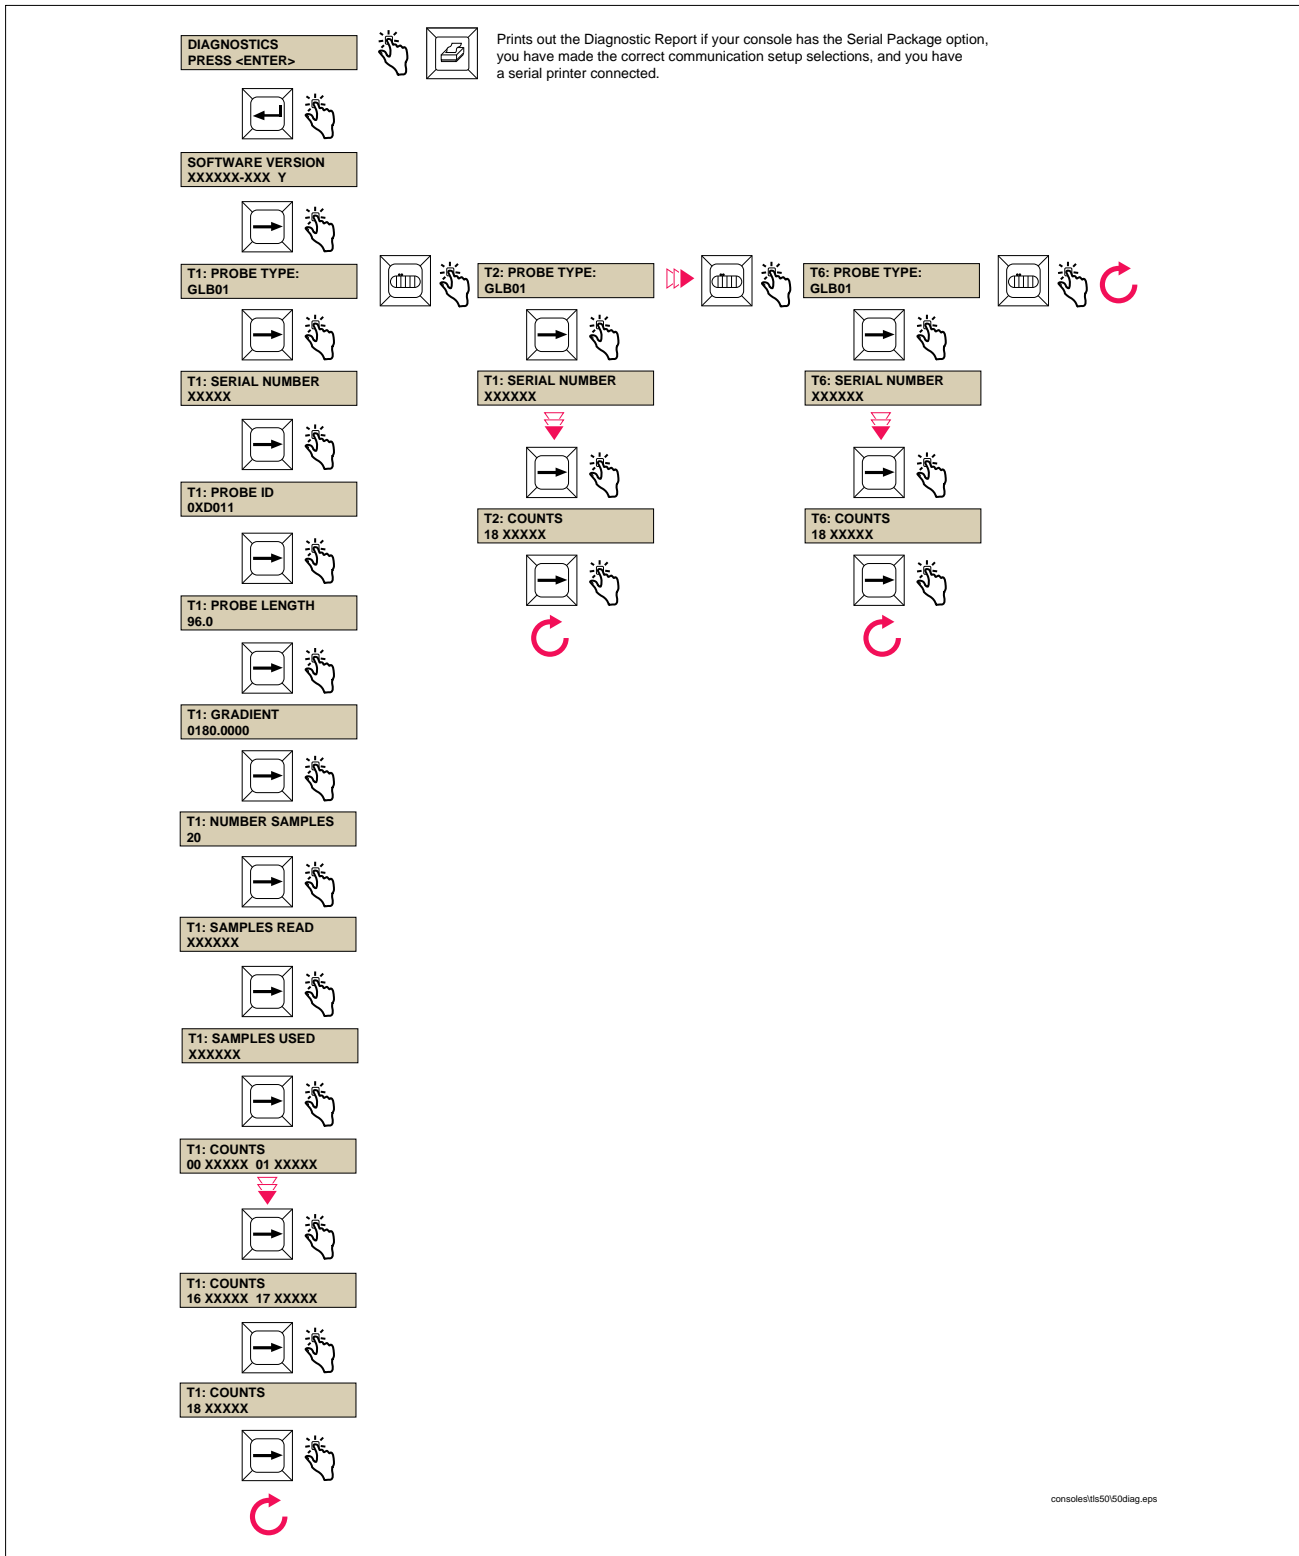 DIAGNOSTICS
PRESS <ENTER>
Prints out the Diagnostic Report if your console has the Serial Package option,
you have made the correct communication setup selections, and you have
a serial printer connected.
SOFTWARE VERSION
XXXXXX-XXX Y
T1: PROBE TYPE:
GLB01
T2: PROBE TYPE:
GLB01
T6: PROBE TYPE:
GLB01
T1: SERIAL NUMBER
XXXXX
T1: SERIAL NUMBER
XXXXXX
T6: SERIAL NUMBER
XXXXXX
T1: PROBE ID
0XD011
T2: COUNTS
18 XXXXX
T6: COUNTS
18 XXXXX
T1: PROBE LENGTH
96.0
T1: GRADIENT
0180.0000
T1: NUMBER SAMPLES
20
T1: SAMPLES READ
XXXXXX
T1: SAMPLES USED
XXXXXX
T1: COUNTS
00 XXXXX 01 XXXXX
T1: COUNTS
16 XXXXX 17 XXXXX
T1: COUNTS
18 XXXXX
consoles\tls50\50diag.eps